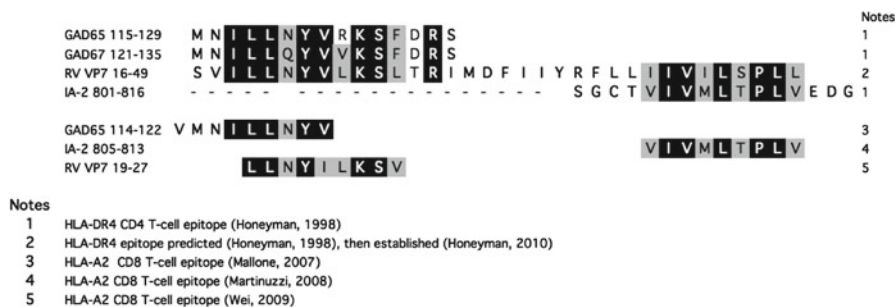 Notes
GAD65 115-129 M N I L L N Y V R K S F D R S 1
GAD67 121-135 M N I L L Q Y V V K S F D R S 1
RV VP7 16-49 S V I L L N Y V L K S L T R I M D F I I Y R F L L I I V I L S P L L 2
IA-2 801-816 - - - - - - - - - - - - - - - - - - - - - S G C T V I V M L T P L V E D G 1
GAD65 114-122 V M N I L L N Y V 3
IA-2 805-813 V I V M L T P L V 4
RV VP7 19-27 L L N Y I L K S V 5
Notes
1 HLA-DR4 CD4 T-cell epitope (Honeyman, 1998)
2 HLA-DR4 epitope predicted (Honeyman, 1998), then established (Honeyman, 2010)
3 HLA-A2 CD8 T-cell epitope (Mallone, 2007)
4 HLA-A2 CD8 T-cell epitope (Martinuzzi, 2008)
5 HLA-A2 CD8 T-cell epitope (Wei, 2009)